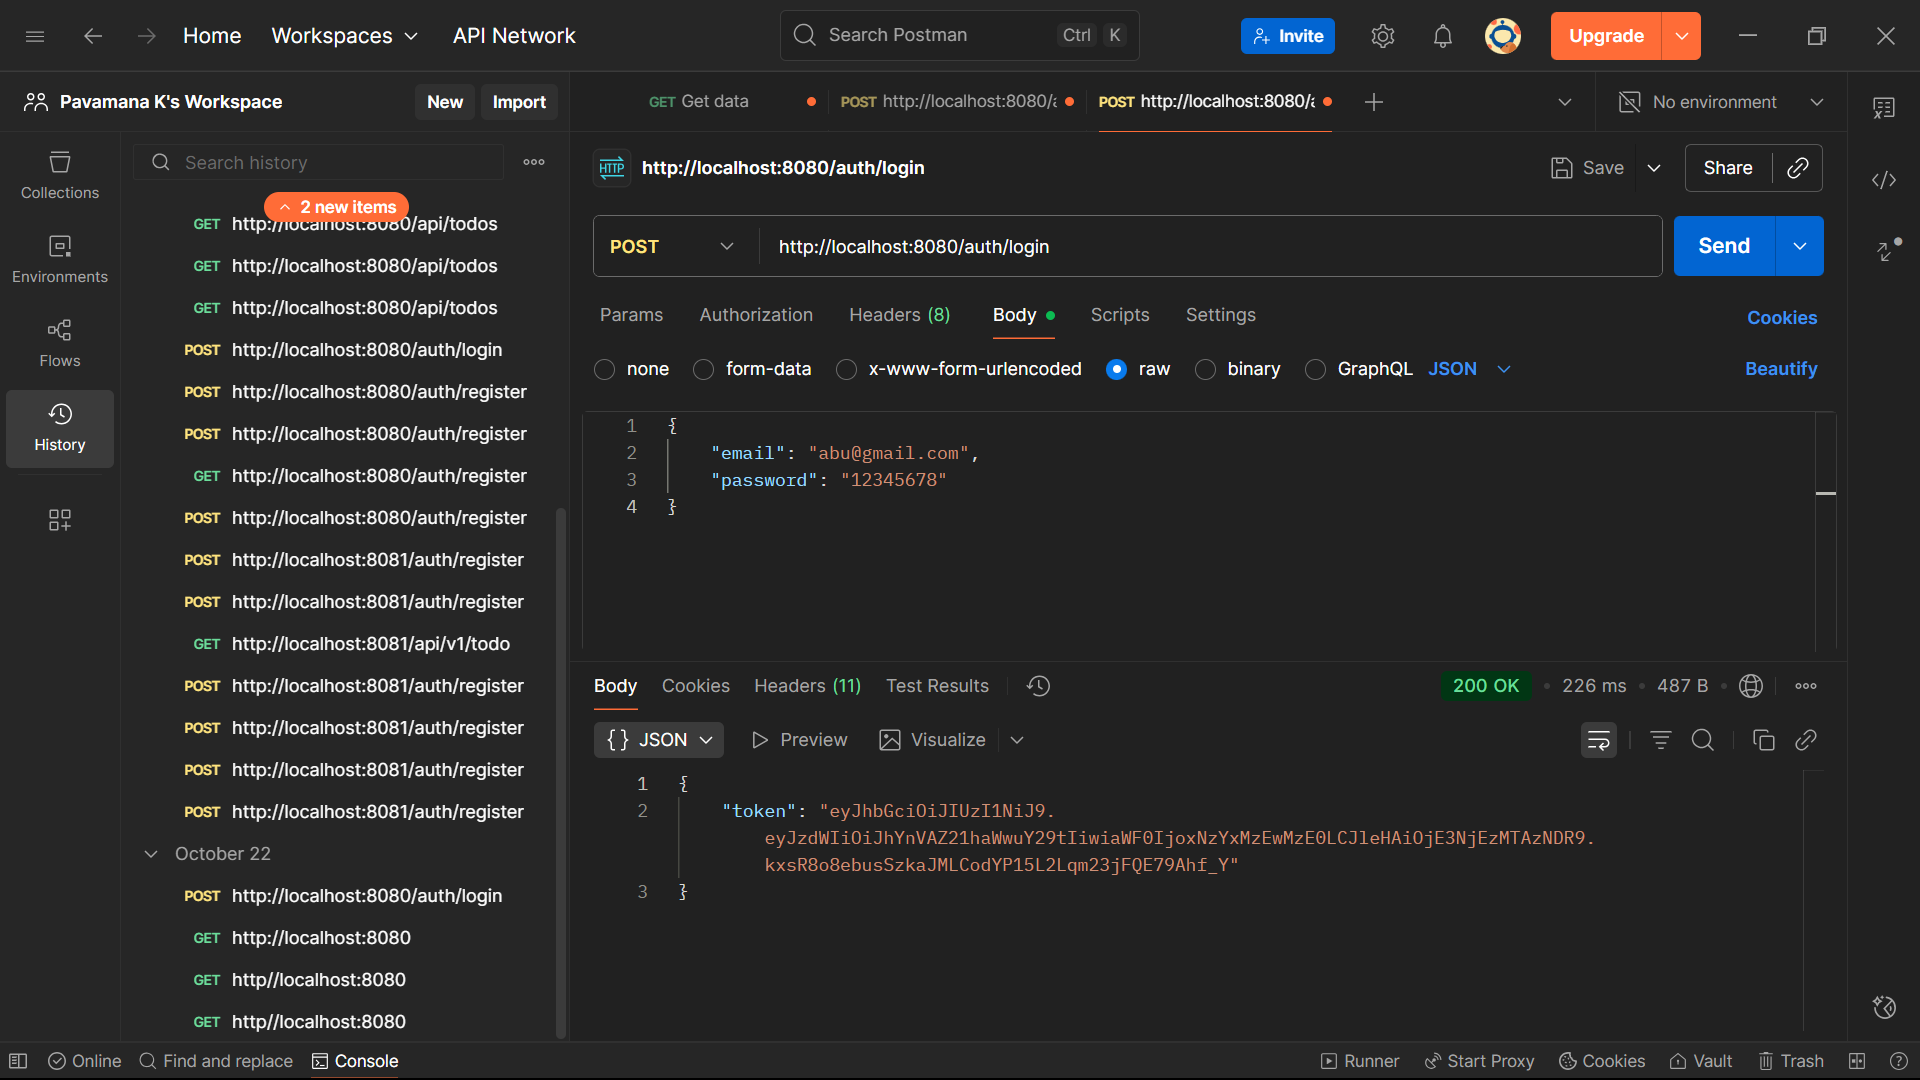 Home
Workspaces
API Network
Search Postman
Ctrl K
Invite
Upgrade
Pavamana K's Workspace
New
Import
GET Get data
POST http://localhost:8080/a
POST http://localhost:8080/a
No environment
Collections
Environments
Flows
History
Search history
2 new items
GET http://localhost:8080/api/todos
GET http://localhost:8080/api/todos
GET http://localhost:8080/api/todos
POST http://localhost:8080/auth/login
POST http://localhost:8080/auth/register
POST http://localhost:8080/auth/register
GET http://localhost:8080/auth/register
POST http://localhost:8080/auth/register
POST http://localhost:8081/auth/register
POST http://localhost:8081/auth/register
GET http://localhost:8081/api/v1/todo
POST http://localhost:8081/auth/register
POST http://localhost:8081/auth/register
POST http://localhost:8081/auth/register
POST http://localhost:8081/auth/register
October 22
POST http://localhost:8080/auth/login
GET http://localhost:8080
GET http//localhost:8080
GET http//localhost:8080
HTTP
http://localhost:8080/auth/login
Save
Share
POST
http://localhost:8080/auth/login
Send
Params
Authorization
Headers (8)
Body
Scripts
Settings
Cookies
none
form-data
x-www-form-urlencoded
raw
binary
GraphQL
JSON
Beautify
1 {
2 "email": "abu@gmail.com",
3 "password": "12345678"
4 }
Body
Cookies
Headers (11)
Test Results
200 OK
226 ms
487 B
{} JSON
Preview
Visualize
1 {
2 "token": "eyJhbGciOiJIUzI1NiJ9.
eyJzdWIiOiJhYnVAZ21haWwuY29tIiwiaWF0IjoxNzYxMzEwMzE0LCJleHAiOjE3NjEzMTAzNDR9.
kxsR8o8ebusSzkaJMLCodYP15L2Lqm23jFQE79Ahf_Y"
3 }
Online
Find and replace
Console
Runner
Start Proxy
Cookies
Vault
Trash